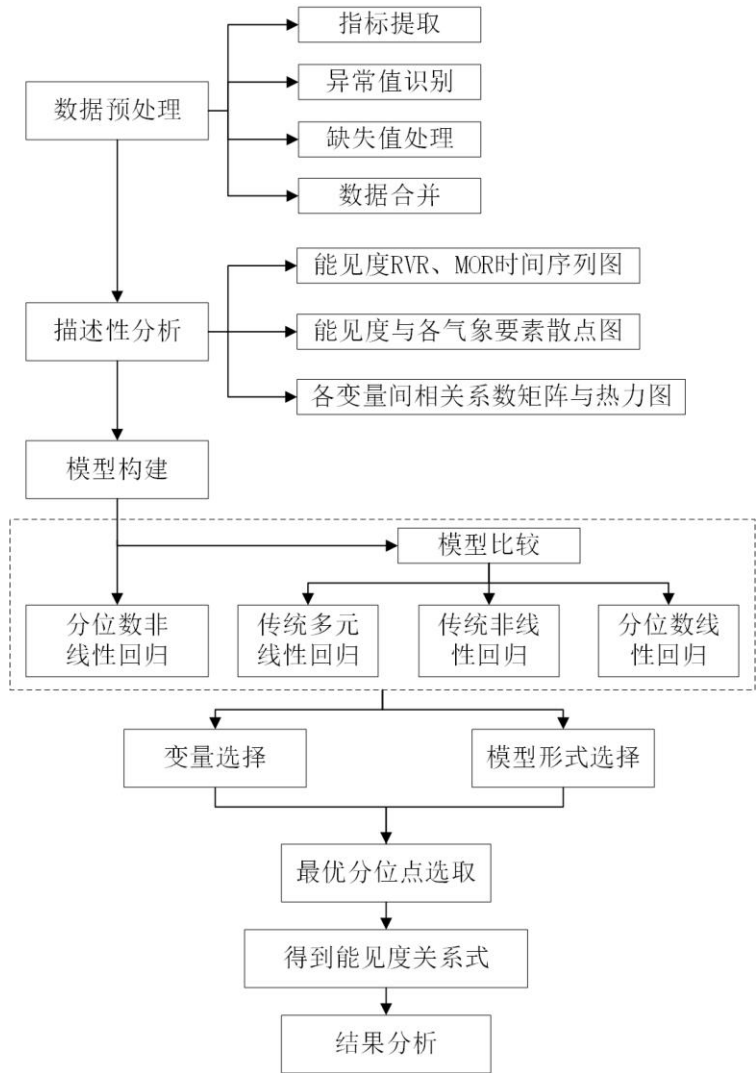 指标提取
异常值识别
数据预处理
缺失值处理
数据合并
能见度RVR、MOR时间序列图
描述性分析
能见度与各气象要素散点图
各变量间相关系数矩阵与热力图
模型构建
模型比较
分位数非
线性回归
传统多元
线性回归
传统非线
性回归
分位数线
性回归
变量选择
模型形式选择
最优分位点选取
得到能见度关系式
结果分析